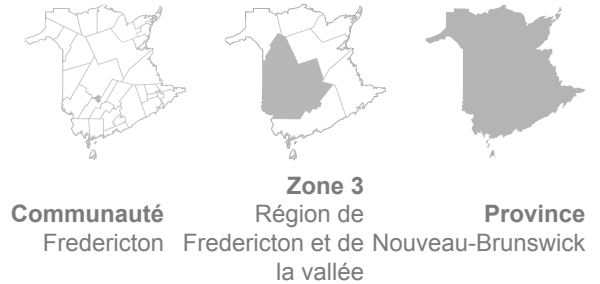 Communauté
Fredericton
Zone 3
Région de
Fredericton et de
la vallée
Province
Nouveau-Brunswick